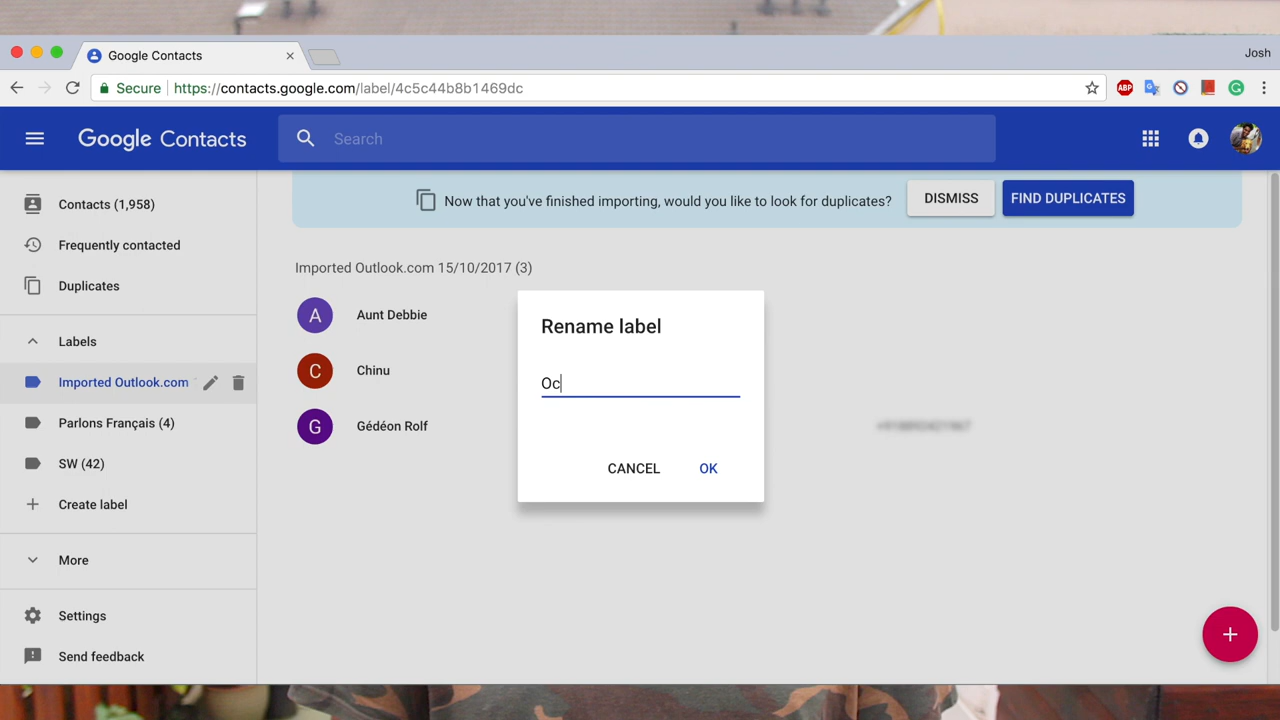 Google Contacts
Josh
Secure https://contacts.google.com/label/4c5c44b8b1469dc
ABP
Google Contacts
Search
Contacts (1,958)
Frequently contacted
Duplicates
Labels
Imported Outlook.com
Parlons Français (4)
SW (42)
Create label
More
Settings
Send feedback
Now that you've finished importing, would you like to look for duplicates?
DISMISS
FIND DUPLICATES
Imported Outlook.com 15/10/2017 (3)
A Aunt Debbie
C Chinu
G Gédéon Rolf
Rename label
Oc
CANCEL OK